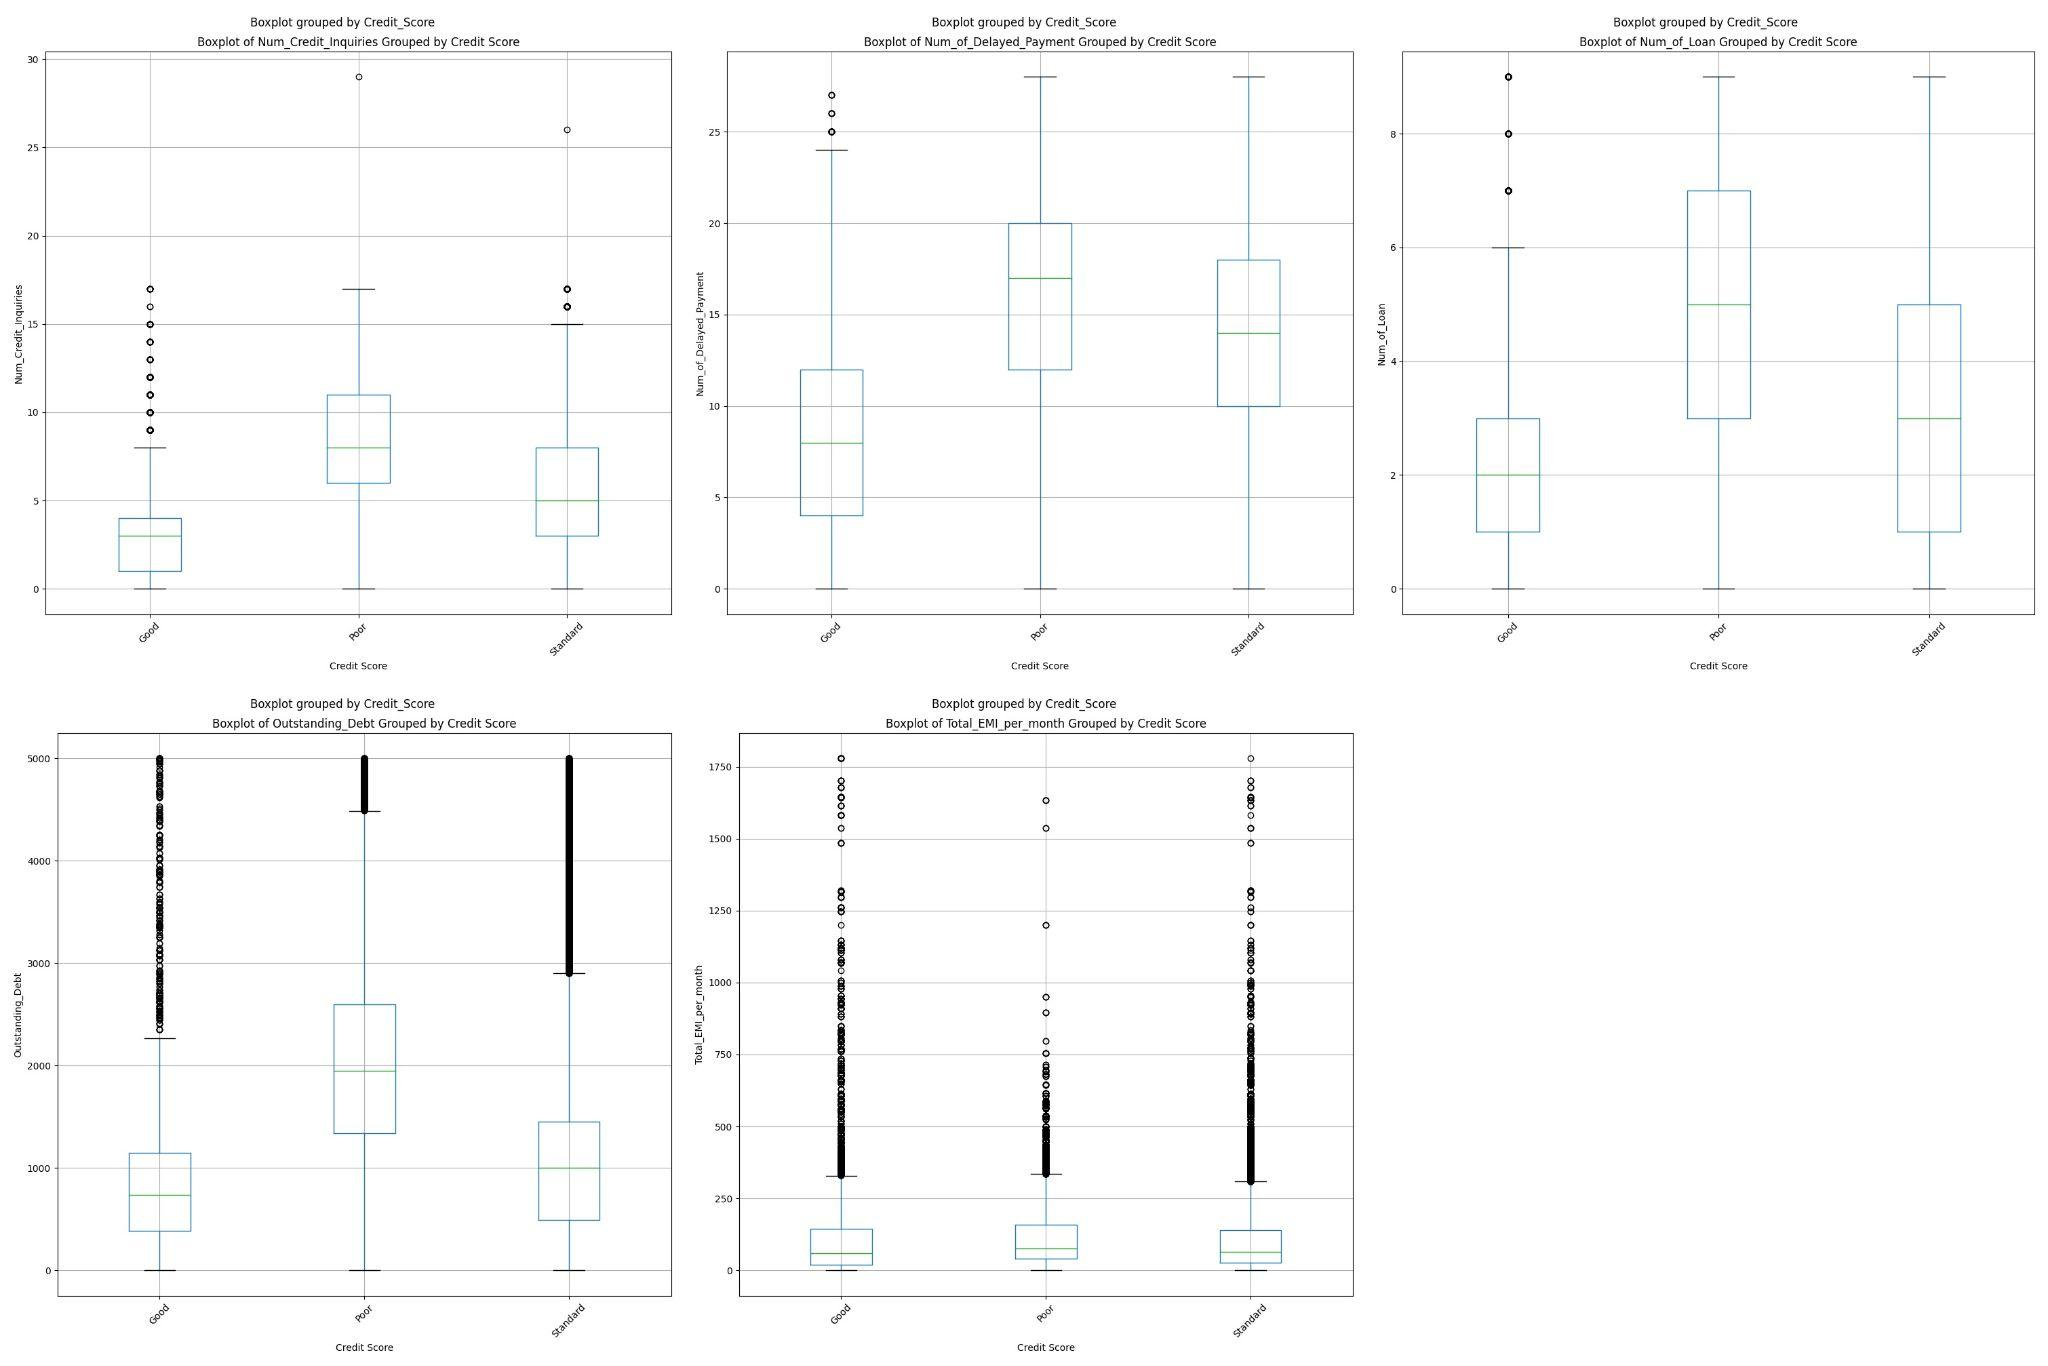 Boxplot grouped by Credit_Score
Boxplot of Num_Credit_Inquiries Grouped by Credit Score
30
25
20
15
10
5
0
Num_Credit_Inquiries
Good
Poor
Standard
Credit Score
Boxplot grouped by Credit_Score
Boxplot of Num_of_Delayed_Payment Grouped by Credit Score
25
20
15
10
5
0
Num_of_Delayed_Payment
Good
Poor
Standard
Credit Score
Boxplot grouped by Credit_Score
Boxplot of Num_of_Loan Grouped by Credit Score
8
6
4
2
0
Num_of_Loan
Good
Poor
Standard
Credit Score
Boxplot grouped by Credit_Score
Boxplot of Outstanding_Debt Grouped by Credit Score
5000
4000
3000
2000
1000
0
Outstanding_Debt
Good
Poor
Standard
Credit Score
Boxplot grouped by Credit_Score
Boxplot of Total_EMI_per_month Grouped by Credit Score
1750
1500
1250
1000
750
500
250
0
Total_EMI_per_month
Good
Poor
Standard
Credit Score